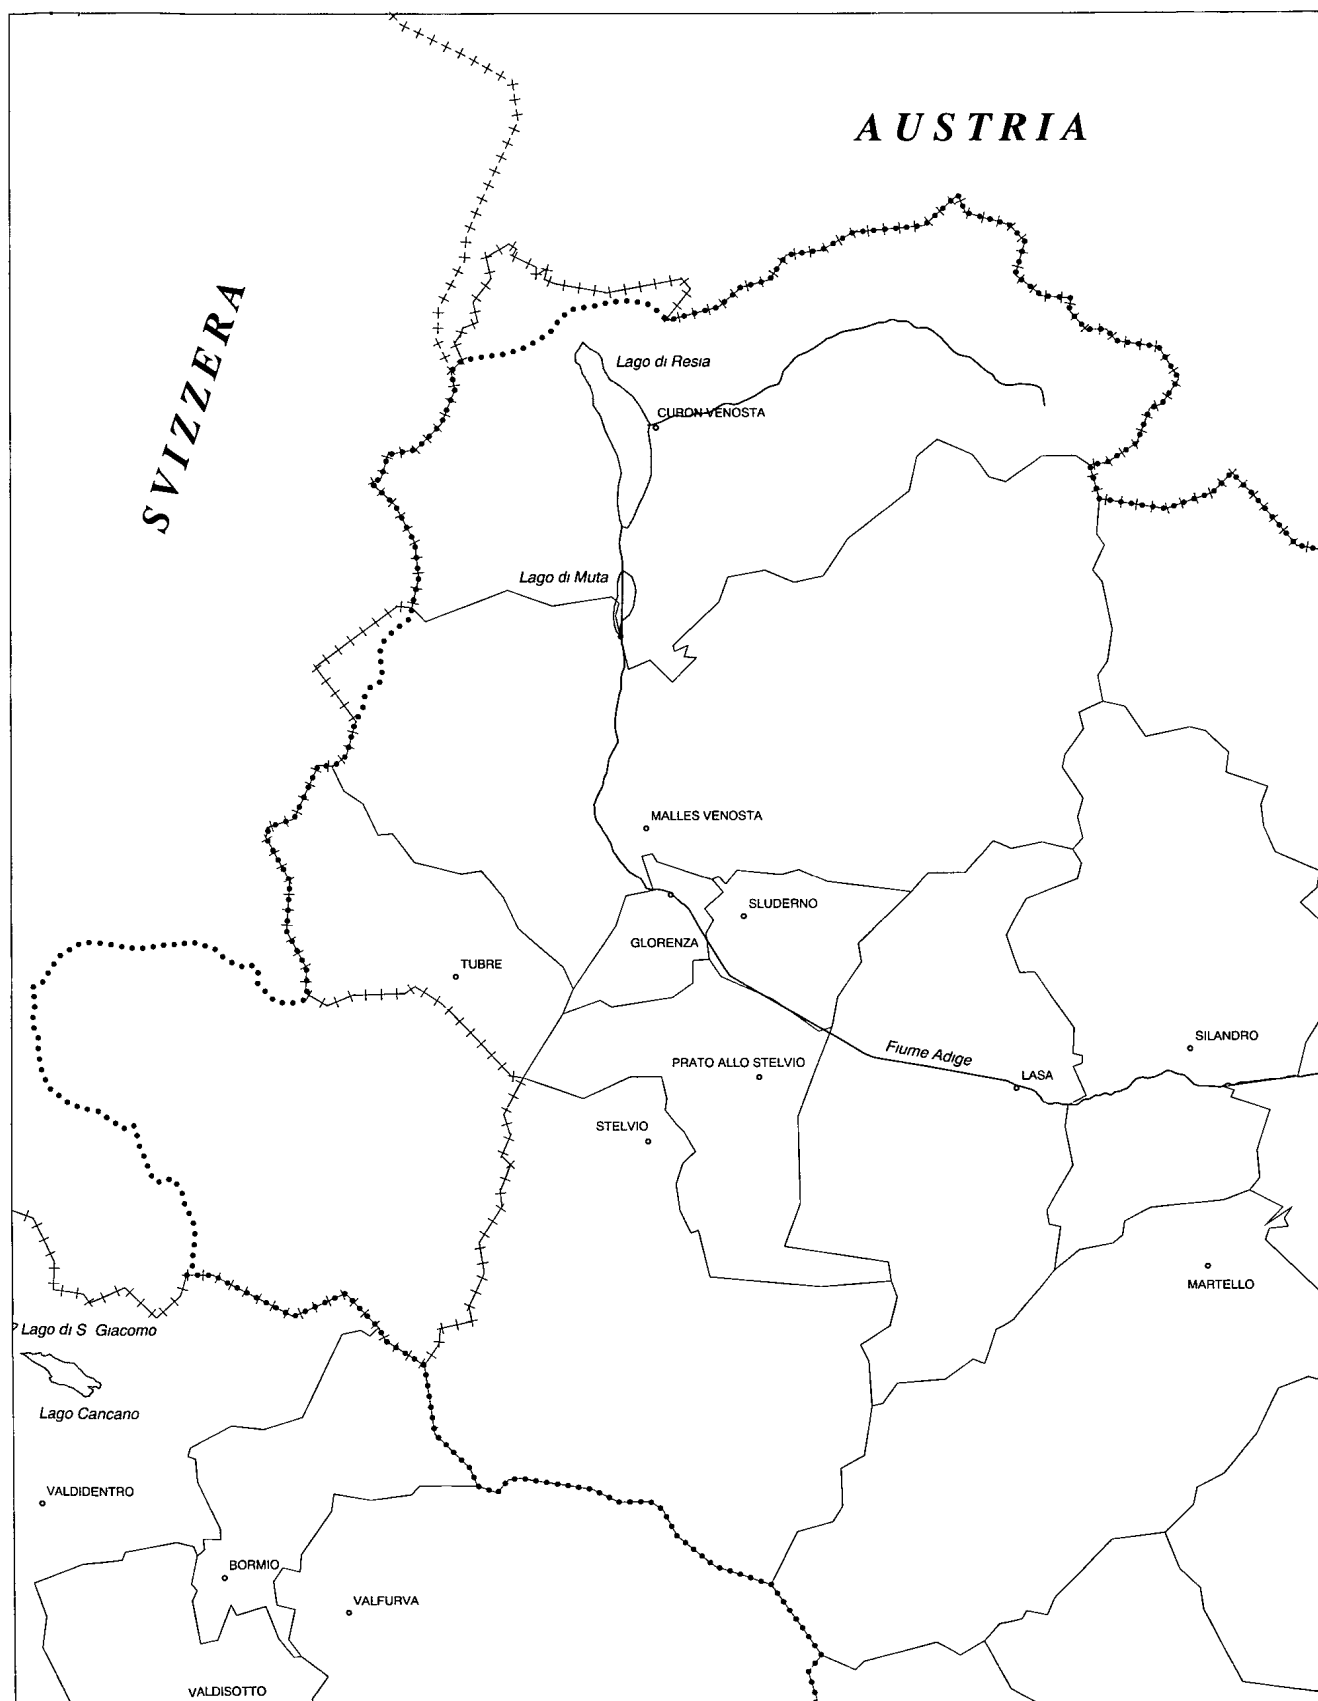 AUSTRIA
SVIZZERA
Lago di Resia
CURON VENOSTA
Lago di Muta
MALLES VENOSTA
SLUDERNO
GLORENZA
TUBRE
SILANDRO
Fiume Adige
PRATO ALLO STELVIO
LASA
STELVIO
MARTELLO
Lago di S Giacomo
Lago Cancano
VALDIDENTRO
BORMIO
VALFURVA
VALDISOTTO